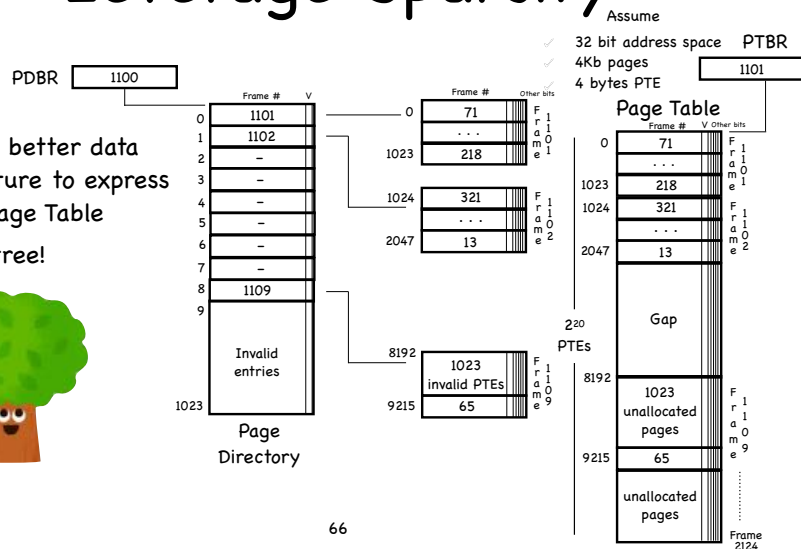 Leverage Sparsity
Assume
32 bit address space
4Kb pages
4 bytes PTE
PTBR
1101
PDBR
1100
better data
ture to express
age Table
ree!
Frame # V
0 1101
1 1102
2 –
3 –
4 –
5 –
6 –
7 –
8 1109
9
Invalid
entries
1023
Page
Directory
Frame # Other bits
0 71
. . .
1023 218
Frame 1101
1024 321
. . .
2047 13
Frame 1102
8192
1023
invalid PTEs
9215 65
Frame 1109
Page Table
Frame # V Other bits
0 71
. . .
1023 218
Frame 1101
1024 321
. . .
2047 13
Frame 1102
Gap
220
PTEs
8192
1023
unallocated
pages
9215 65
Frame 1109
unallocated
pages
Frame
2124
66